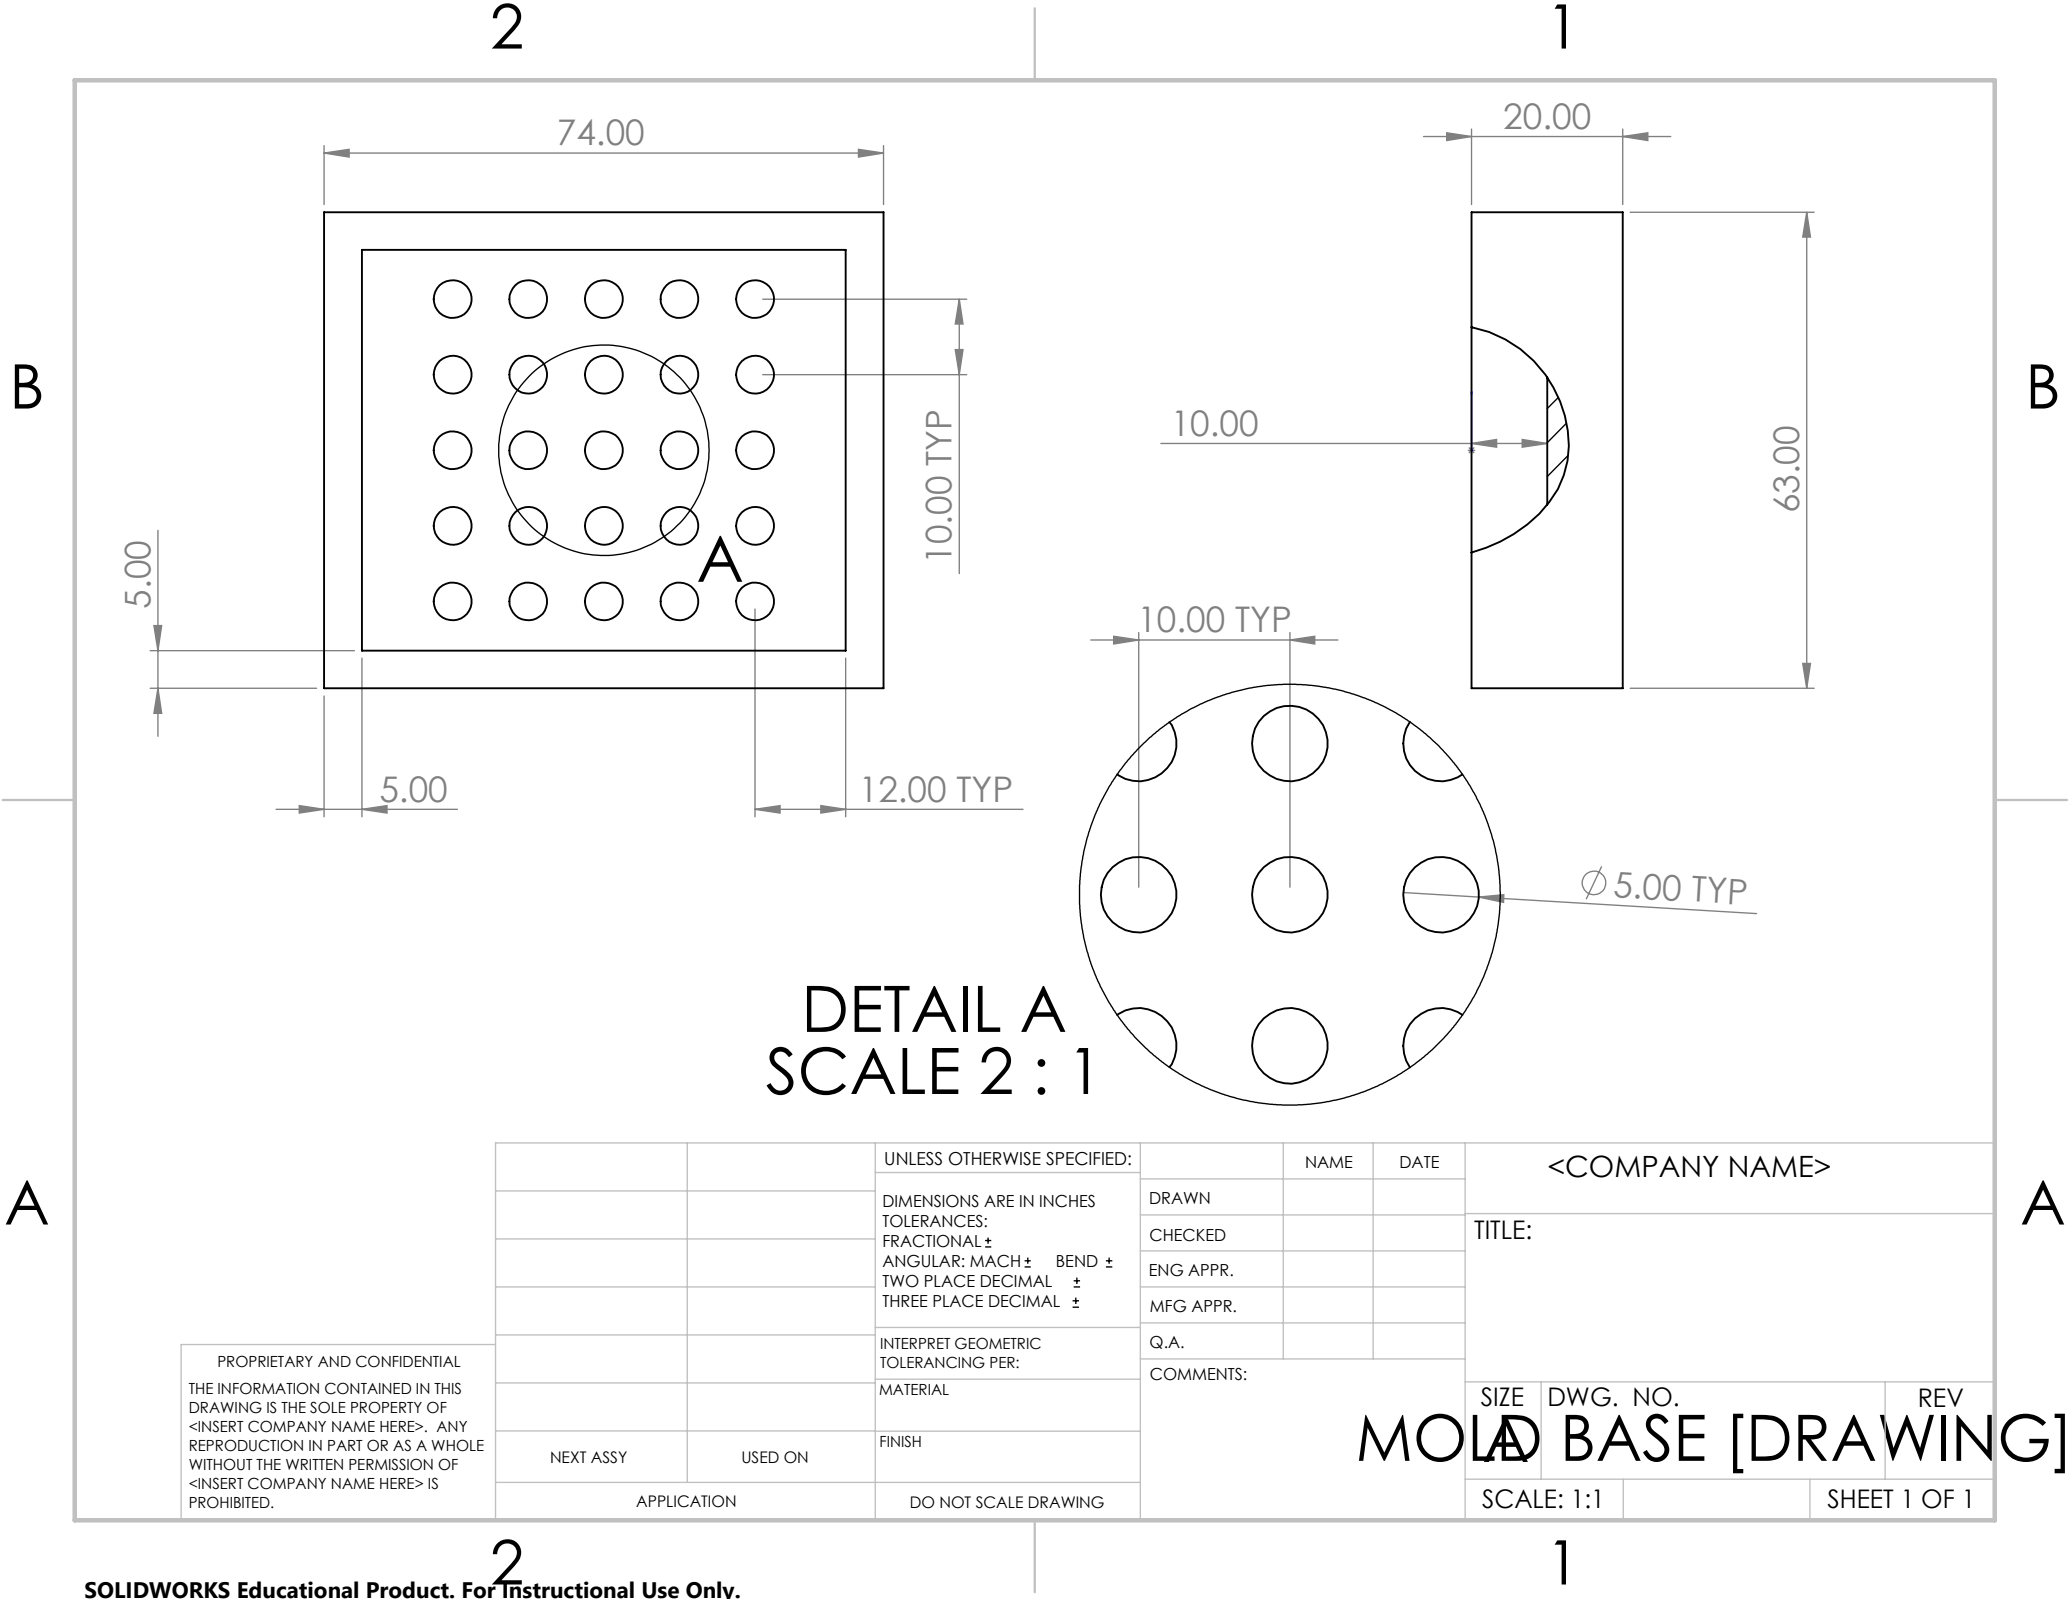 2
1
74.00
20.00
B
B
10.00
10.00 TYP
63.00
5.00
A
10.00 TYP
5.00
12.00 TYP
⌀5.00 TYP
DETAIL A
SCALE 2 : 1
A
A
UNLESS OTHERWISE SPECIFIED:
DIMENSIONS ARE IN INCHES
TOLERANCES:
FRACTIONAL ±
ANGULAR: MACH ± BEND ±
TWO PLACE DECIMAL ±
THREE PLACE DECIMAL ±
INTERPRET GEOMETRIC
TOLERANCING PER:
MATERIAL
FINISH
DO NOT SCALE DRAWING
NAME DATE
DRAWN
CHECKED
ENG APPR.
MFG APPR.
Q.A.
COMMENTS:
<COMPANY NAME>
TITLE:
SIZE DWG. NO. REV
A
MOLD BASE [DRAWING]
SCALE: 1:1
SHEET 1 OF 1
PROPRIETARY AND CONFIDENTIAL
THE INFORMATION CONTAINED IN THIS
DRAWING IS THE SOLE PROPERTY OF
<INSERT COMPANY NAME HERE>. ANY
REPRODUCTION IN PART OR AS A WHOLE
WITHOUT THE WRITTEN PERMISSION OF
<INSERT COMPANY NAME HERE> IS
PROHIBITED.
NEXT ASSY USED ON
APPLICATION
2
1
SOLIDWORKS Educational Product. For Instructional Use Only.